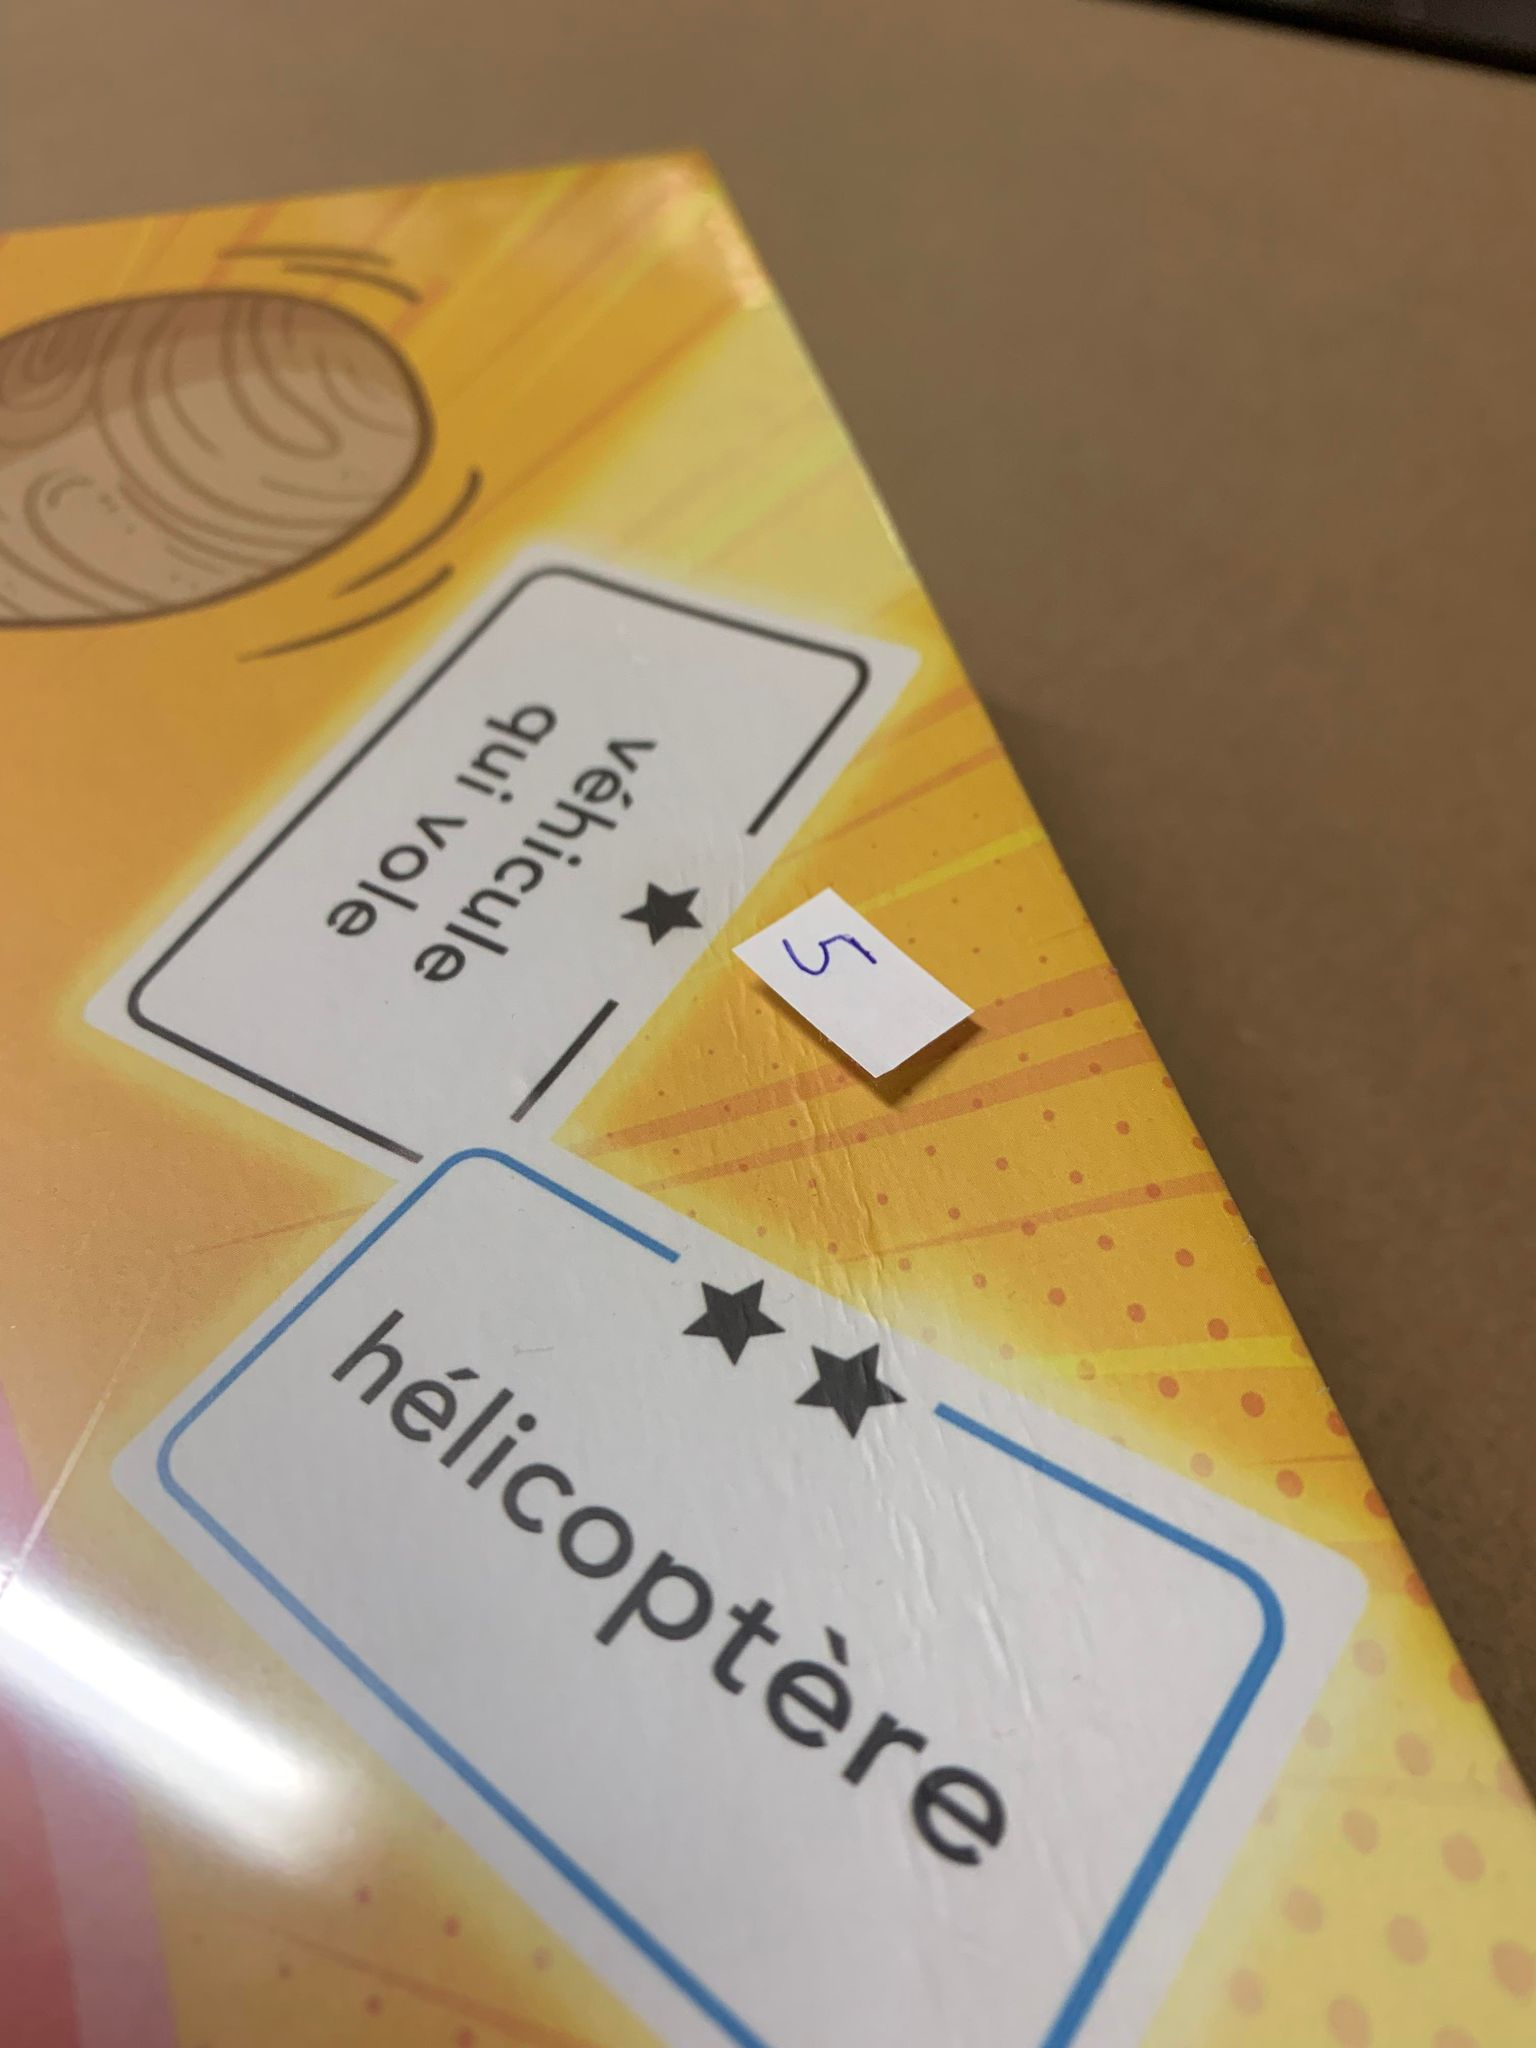 véhicule
qui vole
5
hélicoptère